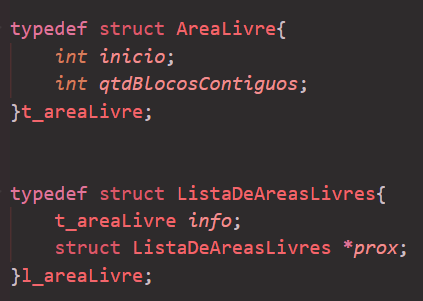 typedef struct AreaLivre{
    int inicio;
    int qtdBlocosContiguos;
}t_areaLivre;
typedef struct ListaDeAreasLivres{
    t_areaLivre info;
    struct ListaDeAreasLivres *prox;
}l_areaLivre;